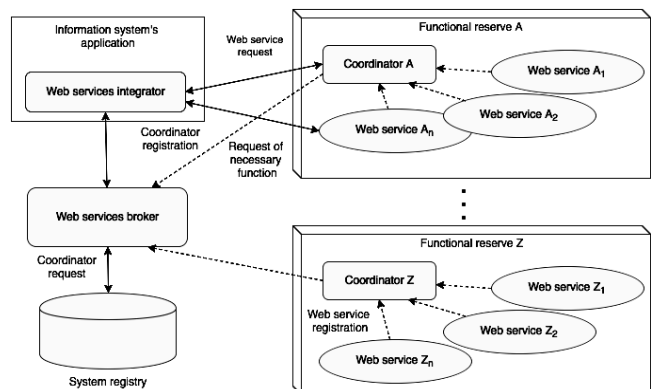 Information system's
application
Web services integrator
Web service
request
Functional reserve A
Coordinator A
Web service A1
Web service A2
Web service An
Coordinator
registration
Request of
necessary
function
Web services broker
Coordinator
request
System registry
Functional reserve Z
Coordinator Z
Web service Z1
Web service Z2
Web service
registration
Web service Zn